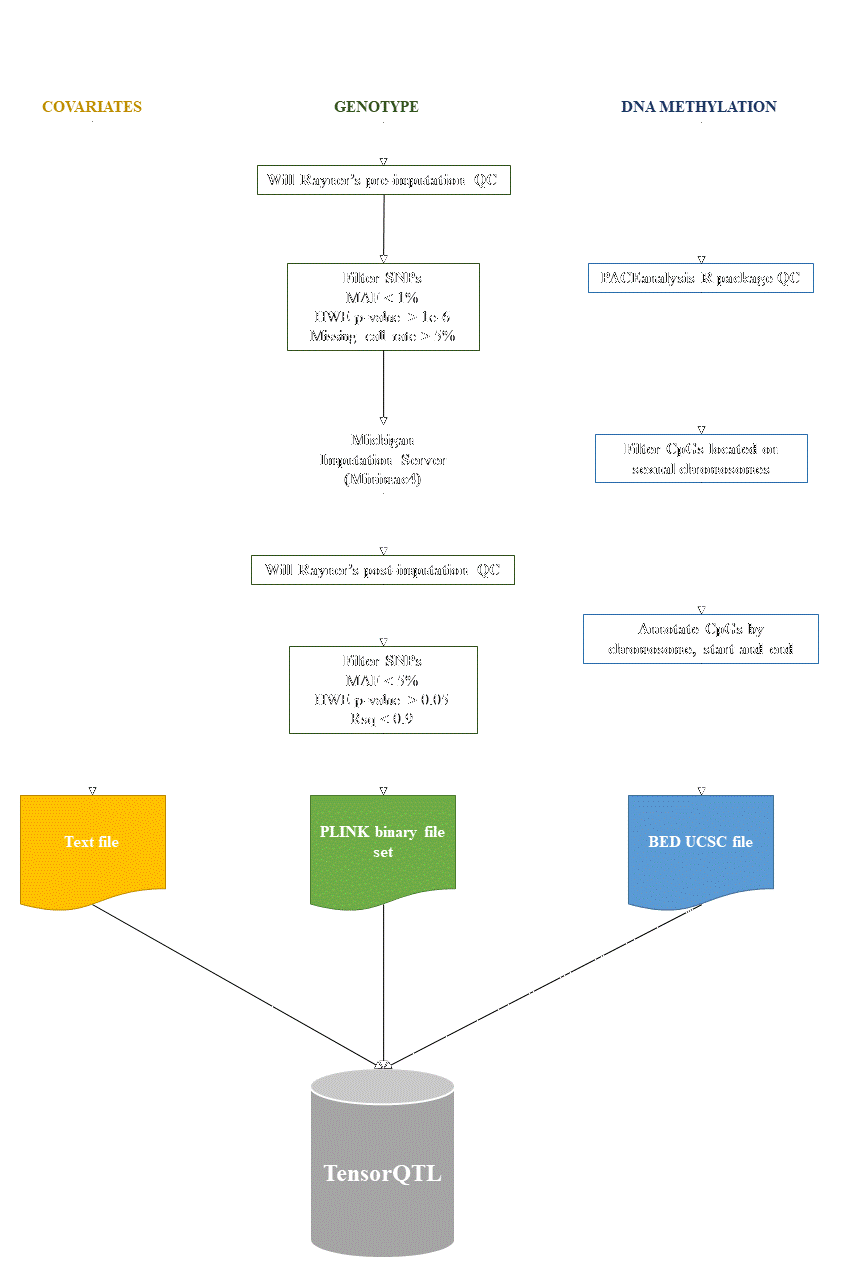 COVARIATES
GENOTYPE
DNA METHYLATION
Will Rayner's pre-imputation QC
Filter SNPs
MAF < 1%
HWE p-value > 1e-6
Missing call rate > 5%
PACEanalysis R package QC
Michigan
Imputation Server
(Minimac4)
Filter CpGs located on
sexual chromosomes
Will Rayner's post-imputation QC
Annotate CpGs by
chromosome, start and end
Filter SNPs
MAF < 5%
HWE p-value > 0.05
Rsq < 0.9
Text file
PLINK binary file
set
BED UCSC file
TensorQTL